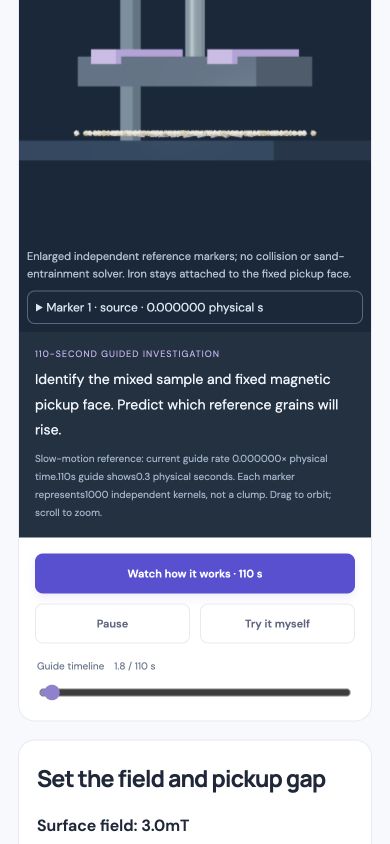 Enlarged independent reference markers; no collision or sand-
entrainment solver. Iron stays attached to the fixed pickup face.
▶ Marker 1 · source · 0.000000 physical s
110-SECOND GUIDED INVESTIGATION
Identify the mixed sample and fixed magnetic
pickup face. Predict which reference grains will
rise.
Slow-motion reference: current guide rate 0.000000× physical
time.110s guide shows0.3 physical seconds. Each marker
represents1000 independent kernels, not a clump. Drag to orbit;
scroll to zoom.
Watch how it works · 110 s
Pause
Try it myself
Guide timeline 1.8 / 110 s
Set the field and pickup gap
Surface field: 3.0mT